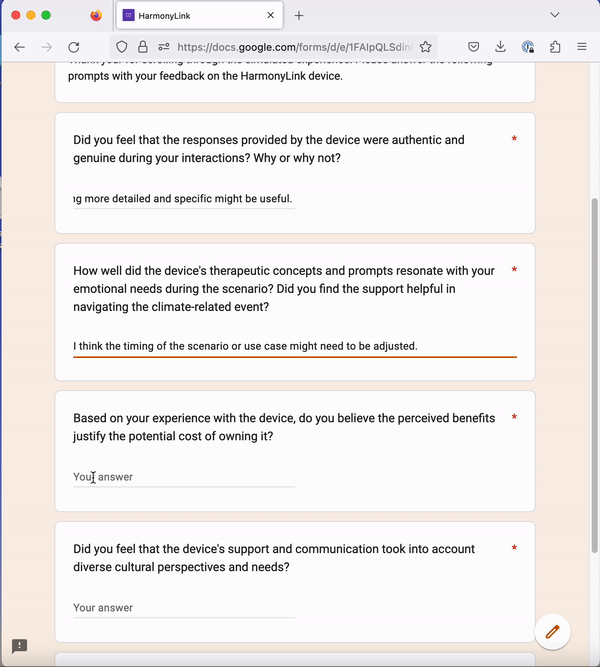 HarmonyLink
https://docs.google.com/forms/d/e/1FAIpQLSdin
prompts with your feedback on the HarmonyLink device.
Did you feel that the responses provided by the device were authentic and *
genuine during your interactions? Why or why not?
ng more detailed and specific might be useful.
How well did the device's therapeutic concepts and prompts resonate with your *
emotional needs during the scenario? Did you find the support helpful in
navigating the climate-related event?
I think the timing of the scenario or use case might need to be adjusted.
Based on your experience with the device, do you believe the perceived benefits *
justify the potential cost of owning it?
Your answer
Did you feel that the device's support and communication took into account *
diverse cultural perspectives and needs?
Your answer